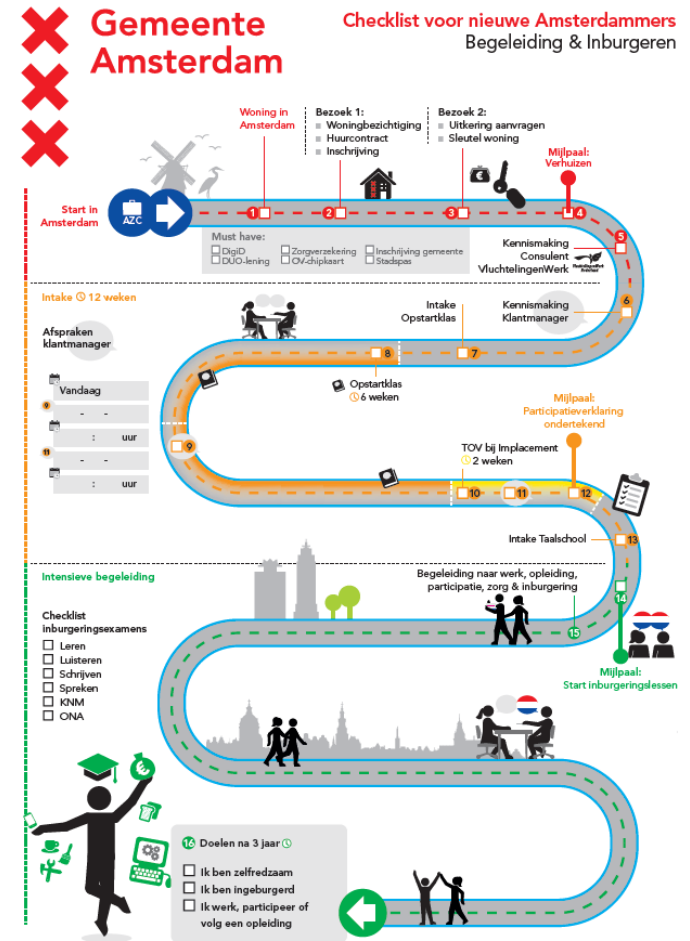 Gemeente
Amsterdam
Checklist voor nieuwe Amsterdammers
Begeleiding & Inburgeren
Woning in
Amsterdam
Bezoek 1:
Woningbezichtiging
Huurcontract
Inschrijving
Bezoek 2:
Uitkering aanvragen
Sleutel woning
Mijlpaal:
Verhuizen
Start in
Amsterdam
AZC
1
2
3
4
5
Must have:
DigiD
Zorgverzekering
Inschrijving gemeente
DUO-lening
OV-chipkaart
Stadspas
Kennismaking
Consulent
VluchtelingenWerk
Intake 12 weken
6
Kennismaking
Klantmanager
Intake
Opstartklas
Afspraken
klantmanager
8
7
Vandaag
9
- -
: uur
11
- -
: uur
Opstartklas
6 weken
Mijlpaal:
Participatieverklaring
ondertekend
9
TOV bij Implacement
2 weken
10
11
12
Intake Taalschool
13
Intensieve begeleiding
Begeleiding naar werk, opleiding,
participatie, zorg & inburgering
14
15
Checklist
inburgeringsexamens
Leren
Luisteren
Schrijven
Spreken
KNM
ONA
Mijlpaal:
Start inburgeringslessen
€
16 Doelen na 3 jaar
Ik ben zelfredzaam
Ik ben ingeburgerd
Ik werk, participeer of
volg een opleiding